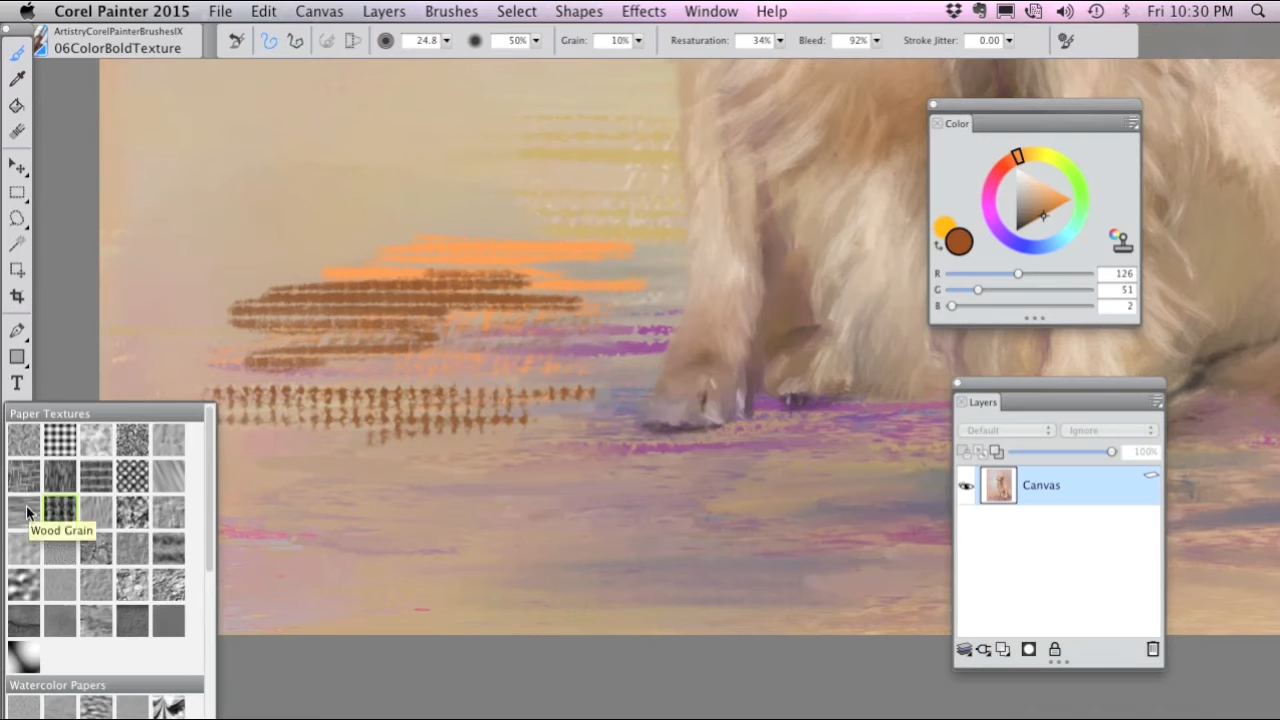 Corel Painter 2015 File Edit Canvas Layers Brushes Select Shapes Effects Window Help Fri 10:30 PM
ArtistryCorelPainterBrushesIX
06ColorBoldTexture
24.8 50% Grain: 10% Resaturation: 34% Bleed: 92% Stroke Jitter: 0.00
Color
R 126
G 51
B 2
T
Paper Textures
Wood Grain
Watercolor Papers
Layers
Default Ignore
100%
Canvas